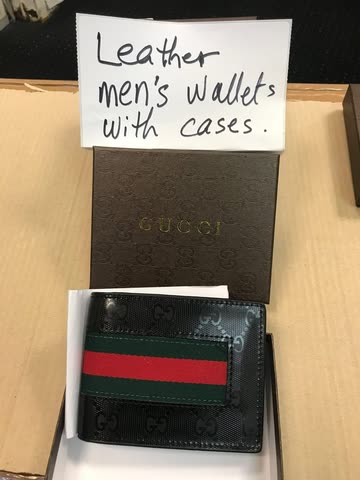 Leather
men's wallets
with cases.
GUCCI